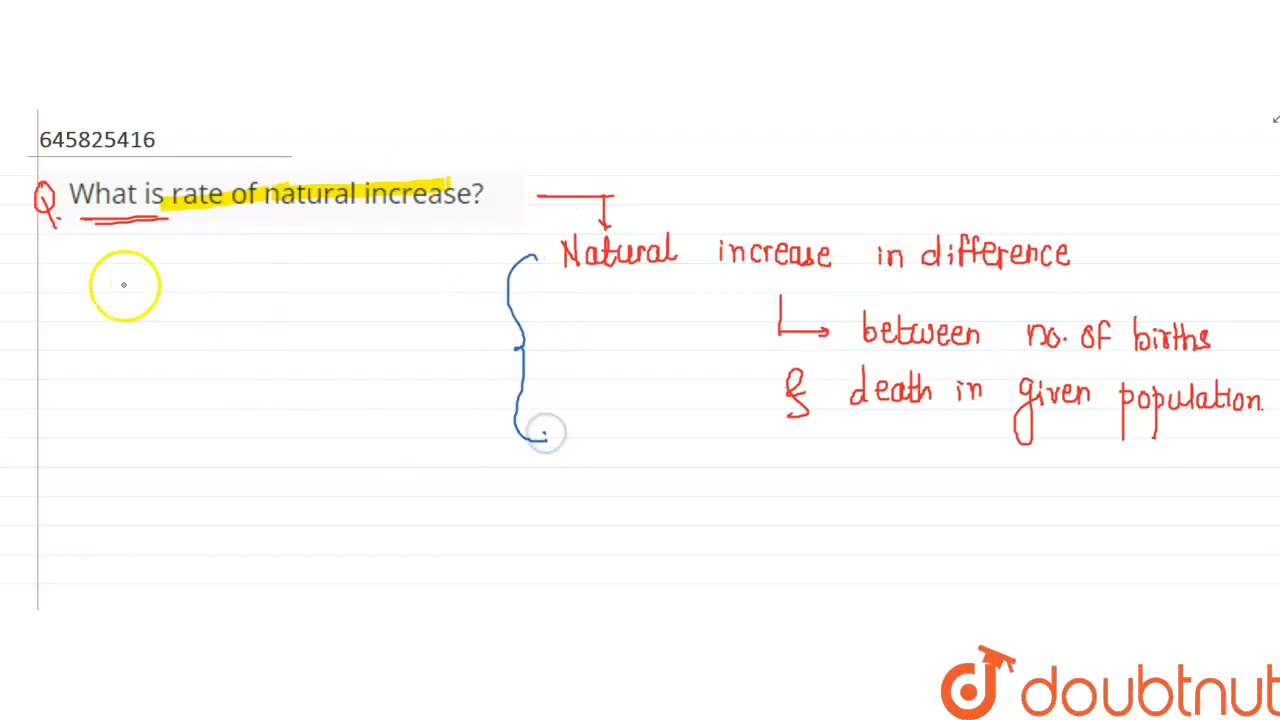 645825416
Q. What is rate of natural increase?
Natural increase in difference
between no. of births
& death in given population.
doubtnut